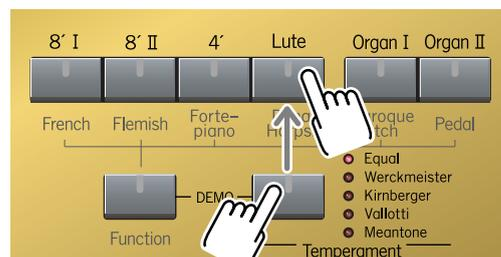 8´ I 8´ II 4´ Lute Organ I Organ II
French Flemish Forte-
piano Pedal
Equal
Werckmeister
DEMO Kirnberger
Vallotti
Function Meantone
Temperament